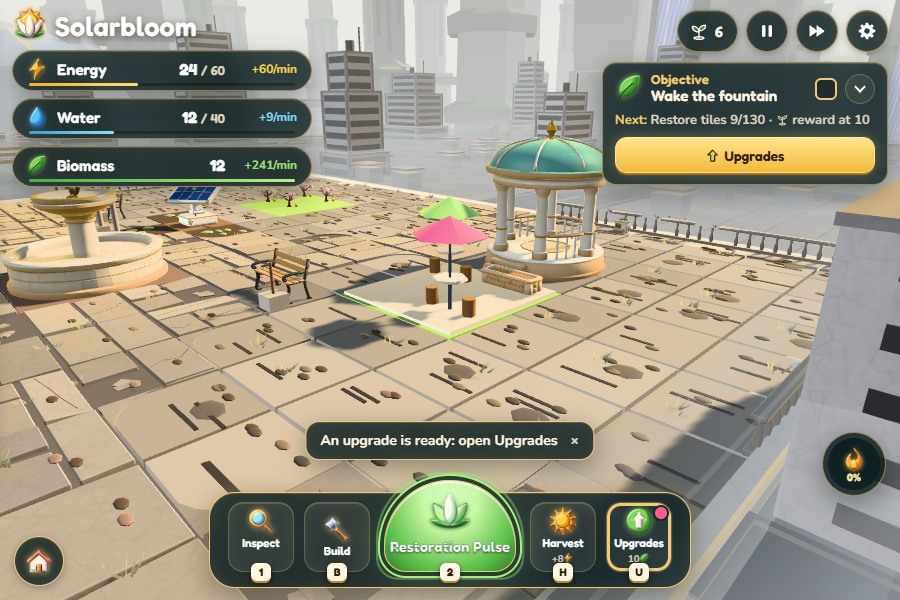 Solarbloom
6
Energy 24 / 60 +60/min
Water 12 / 40 +9/min
Biomass 12 +241/min
Objective
Wake the fountain
Next: Restore tiles 9/130 · reward at 10
Upgrades
An upgrade is ready: open Upgrades ×
0%
Inspect
1
Build
B
Restoration Pulse
2
Harvest
+8
H
Upgrades
10
U